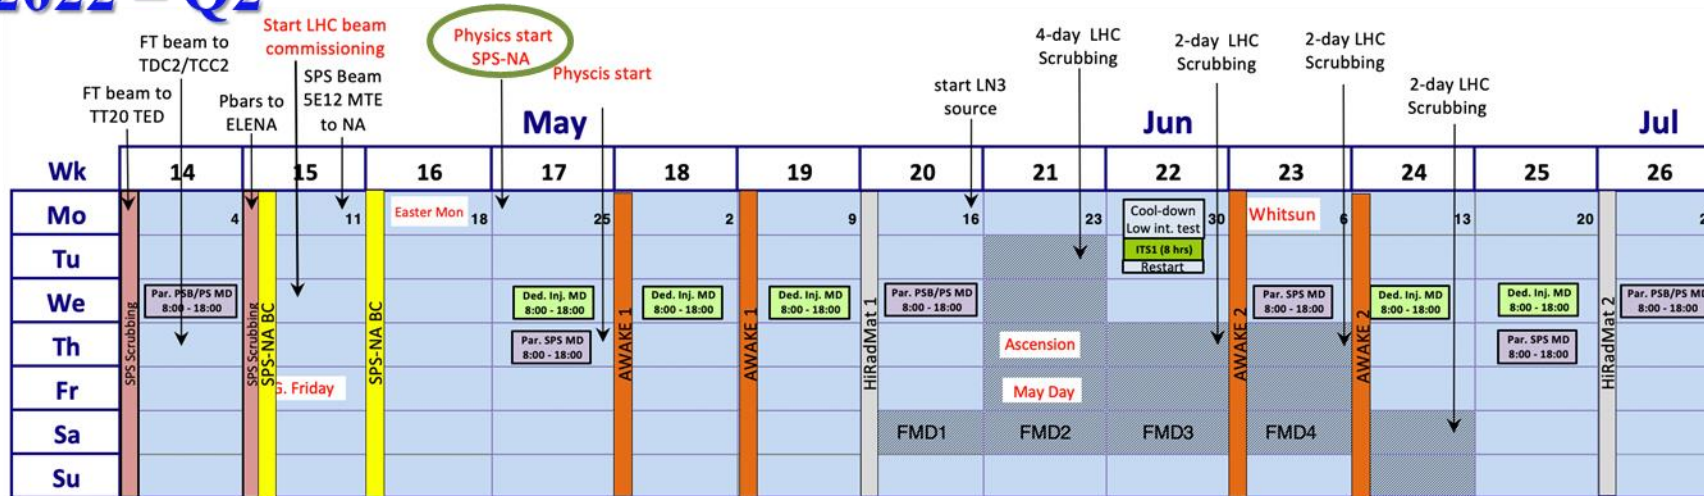 2022 – Q2
Start LHC beam
commissioning
Physics start
SPS-NA
Physcis start
FT beam to
TDC2/TCC2
SPS Beam
5E12 MTE
to NA
FT beam to
TT20 TED
Pbars to
ELENA
4-day LHC
Scrubbing
2-day LHC
Scrubbing
2-day LHC
Scrubbing
2-day LHC
Scrubbing
start LN3
source
May
Jun
Jul
Wk 14 15 16 17 18 19 20 21 22 23 24 25 26
Mo 4 11 Easter Mon 18 25 2 9 16 23 30 Whitsun 6 13 20
Cool-down
Low int. test
ITS1 (8 hrs)
Restart
Tu
We
Par. PSB/PS MD
8:00 - 18:00
Ded. Inj. MD
8:00 - 18:00
Ded. Inj. MD
8:00 - 18:00
Ded. Inj. MD
8:00 - 18:00
Par. PSB/PS MD
8:00 - 18:00
Par. SPS MD
8:00 - 18:00
Ded. Inj. MD
8:00 - 18:00
Ded. Inj. MD
8:00 - 18:00
Par. PSB/PS MD
8:00 - 18:00
Th
Par. SPS MD
8:00 - 18:00
Ascension
Par. SPS MD
8:00 - 18:00
Fr
G. Friday
May Day
Sa
FMD1 FMD2 FMD3 FMD4
Su
SPS Scrubbing
SPS Scrubbing
SPS-NA BC
SPS-NA BC
AWAKE 1
AWAKE 1
HiRadMat 1
AWAKE 2
AWAKE 2
HiRadMat 2